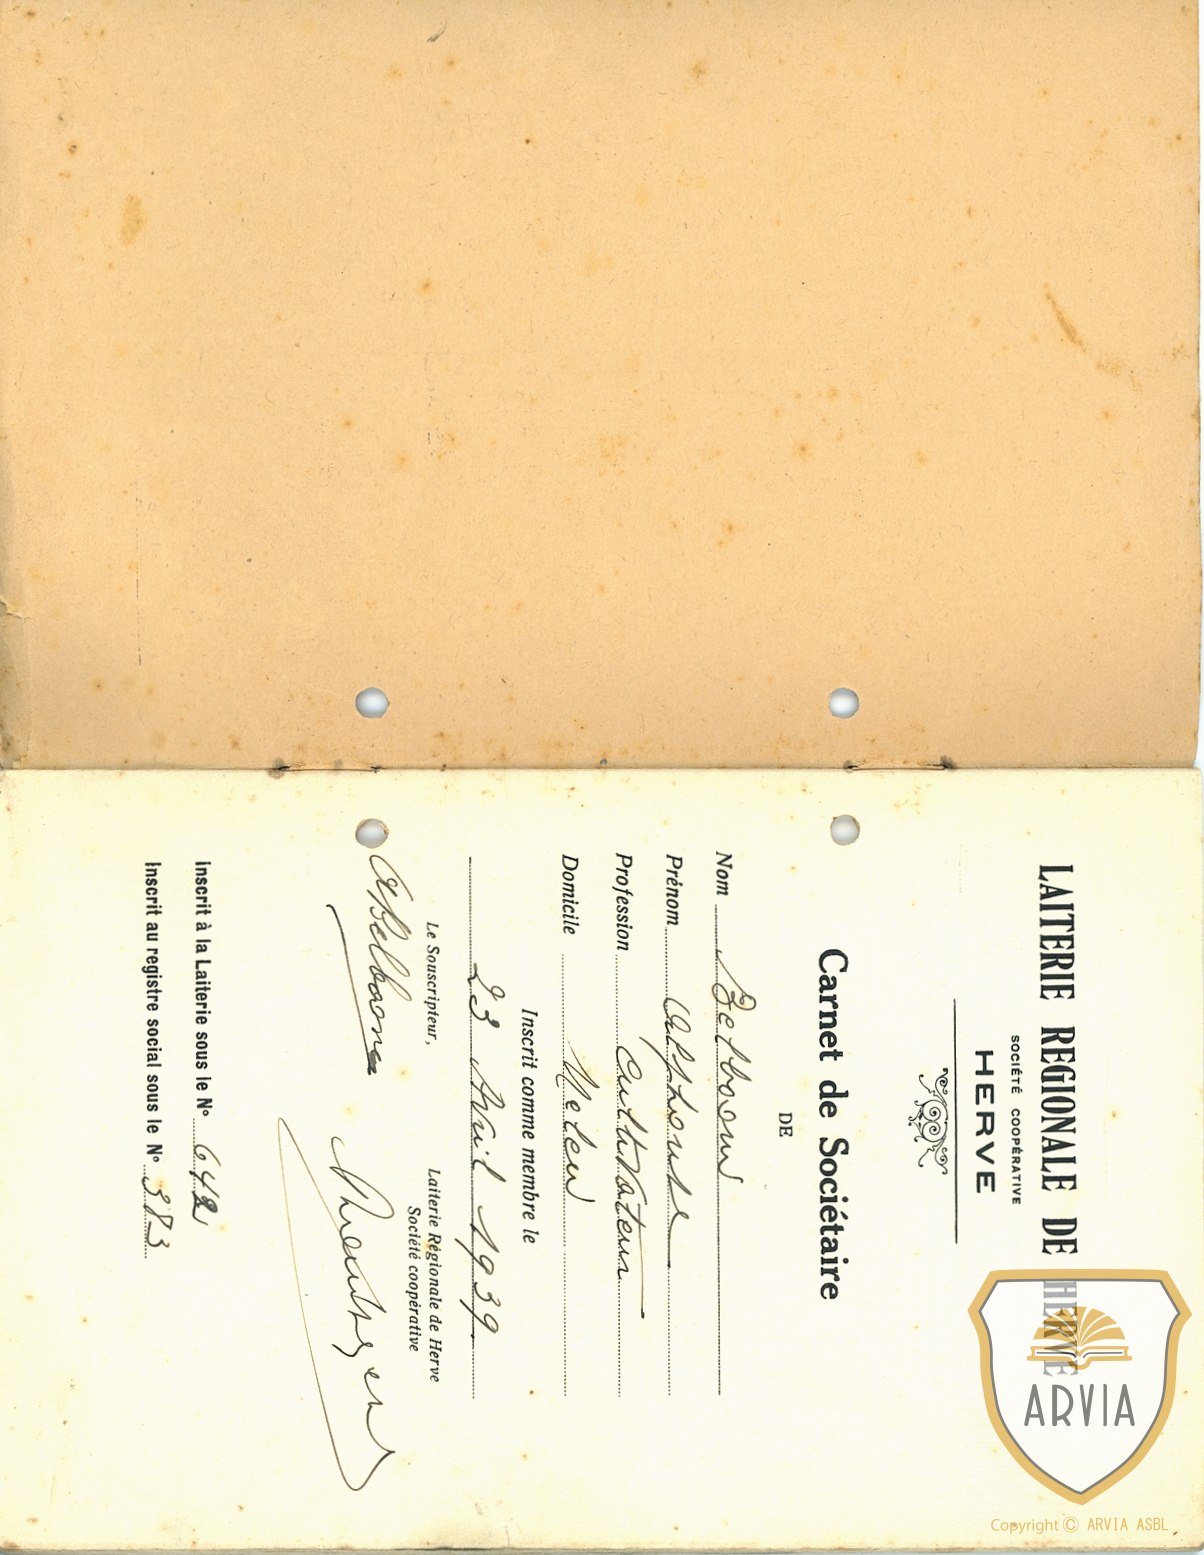 LAITERIE REGIONALE DE HERVE
SOCIÉTÉ COOPÉRATIVE
HERVE
Carnet de Sociétaire
DE
Nom Belboom
Prénom Alphonse
Profession Cultivateur
Domicile Melen
Inscrit comme membre le
23 Avril 1939
Le Souscripteur,
Laiterie Régionale de Herve
Société coopérative
ABelboom
Inscrit à la Laiterie sous le N° 642
Inscrit au registre social sous le N° 383
ARVIA
Copyright © ARVIA ASBL